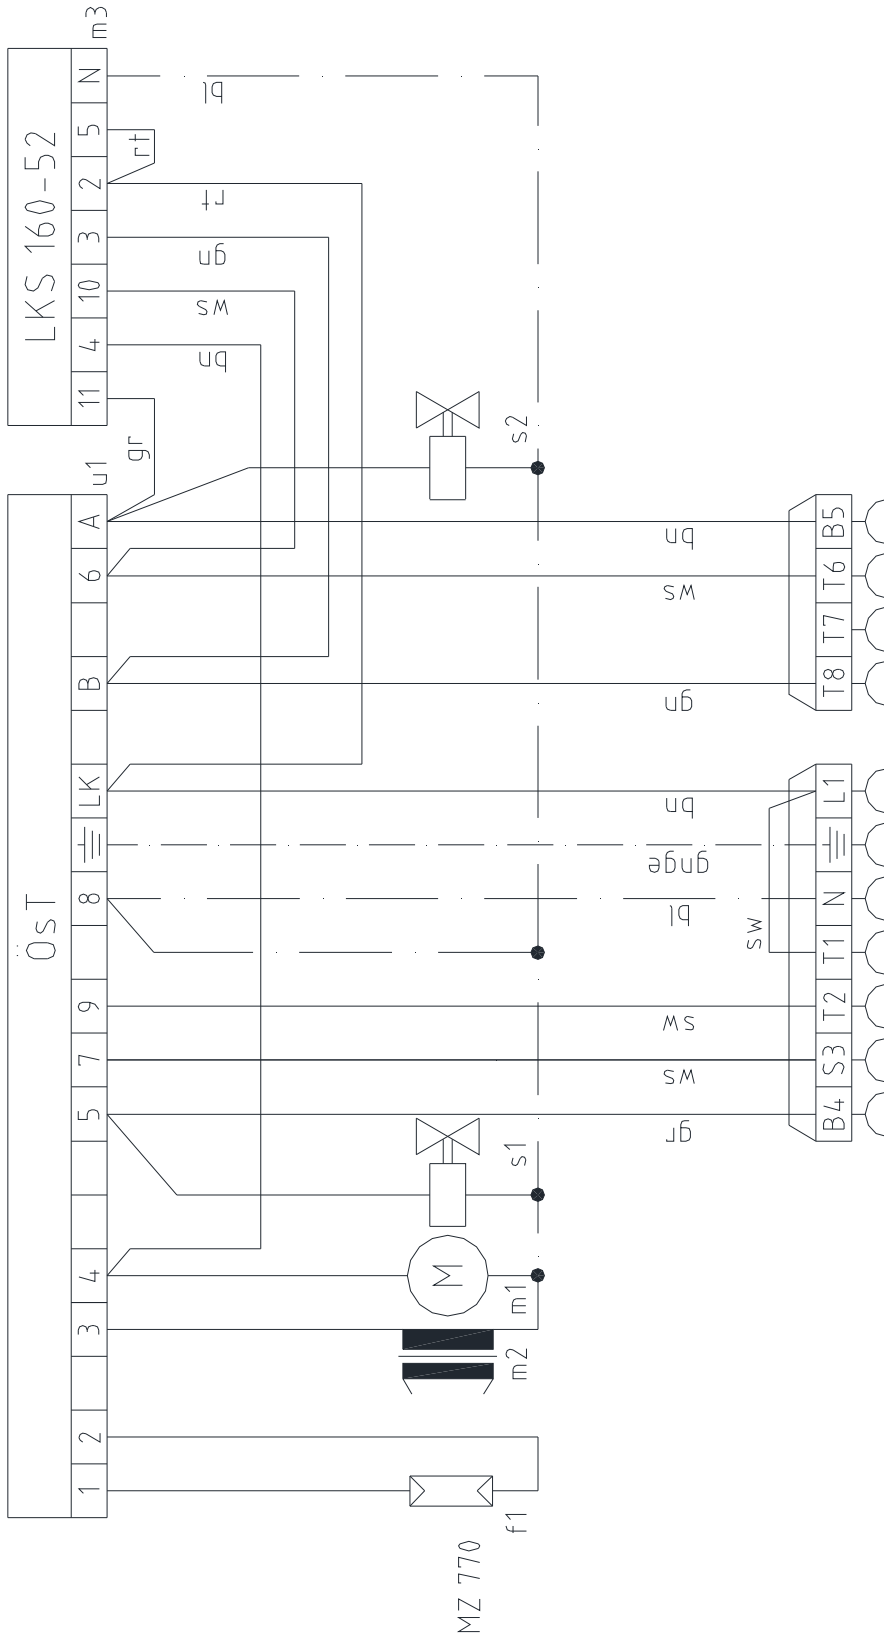 ÖsT
LKS 160-52
1 2 3 4 5 7 9 8 LK B 6 A
u1
11 4 10 3 2 5 N
m3
gr
rt
bn
ws
gn
rt
bl
M
MZ 770
f1
m2
m1
s1
s2
gr
ws
sw
bl
gnge
bn
gn
ws
bn
sw
B4 S3 T2 T1 N L1
T8 T7 T6 B5